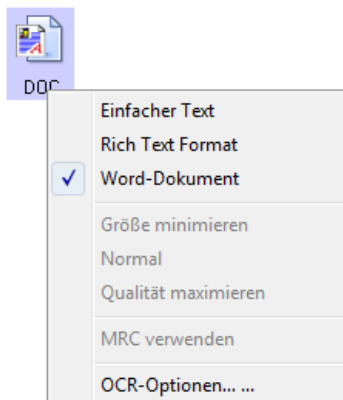 DOC
Einfacher Text
Rich Text Format
Word-Dokument
Größe minimieren
Normal
Qualität maximieren
MRC verwenden
OCR-Optionen... ...